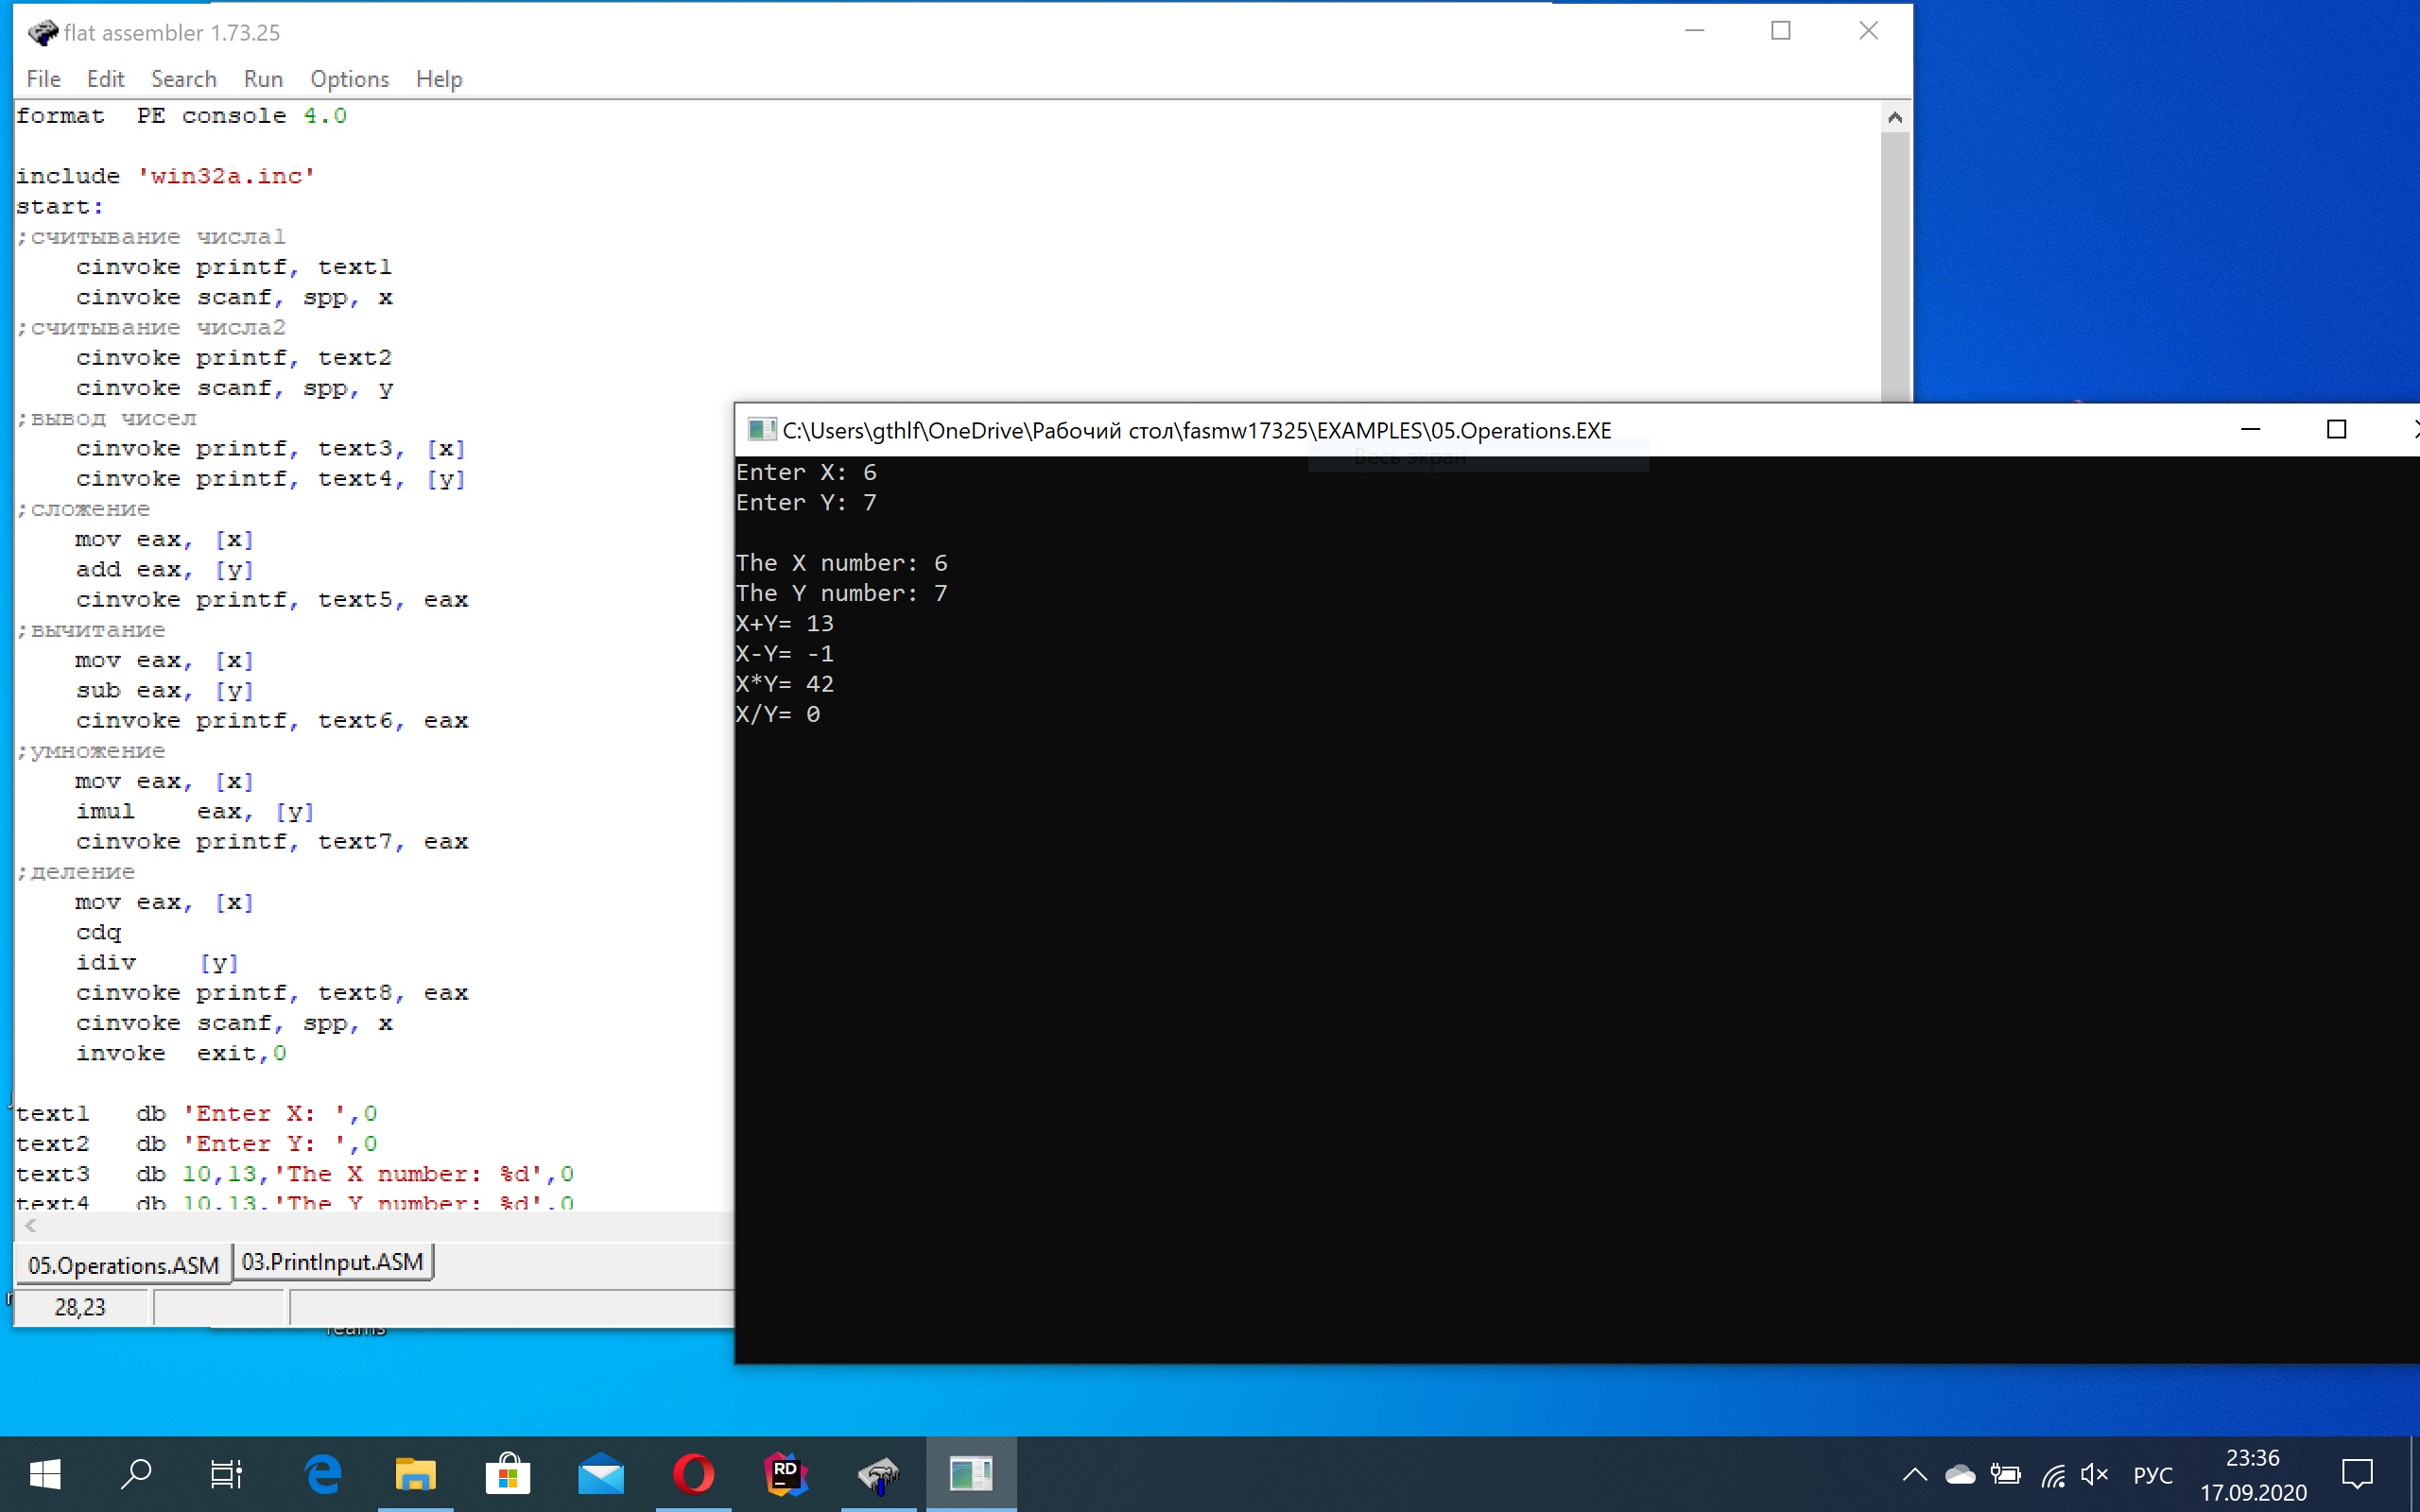 flat assembler 1.73.25
File Edit Search Run Options Help
format PE console 4.0
include 'win32a.inc'
start:
;считывание числа1
cinvoke printf, text1
cinvoke scanf, spp, x
;считывание числа2
cinvoke printf, text2
cinvoke scanf, spp, y
;вывод чисел
cinvoke printf, text3, [x]
cinvoke printf, text4, [y]
;сложение
mov eax, [x]
add eax, [y]
cinvoke printf, text5, eax
;вычитание
mov eax, [x]
sub eax, [y]
cinvoke printf, text6, eax
;умножение
mov eax, [x]
imul eax, [y]
cinvoke printf, text7, eax
;деление
mov eax, [x]
cdq
idiv [y]
cinvoke printf, text8, eax
cinvoke scanf, spp, x
invoke exit,0
text1 db 'Enter X: ',0
text2 db 'Enter Y: ',0
text3 db 10,13,'The X number: %d',0
text4 db 10,13,'The Y number: %d',0
05.Operations.ASM 03.PrintInput.ASM
28,23
Teams
C:\Users\gthlf\OneDrive\Рабочий стол\fasmw17325\EXAMPLES\05.Operations.EXE
Весь экран
Enter X: 6
Enter Y: 7
The X number: 6
The Y number: 7
X+Y= 13
X-Y= -1
X*Y= 42
X/Y= 0
RD
РУС
23:36
17.09.2020